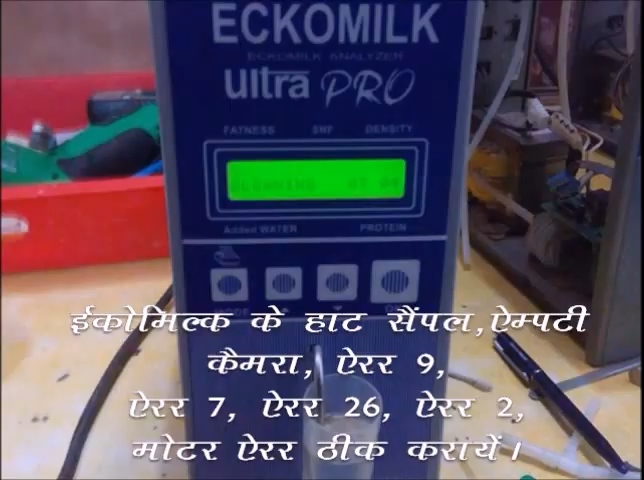 ECKOMILK
ECKOMILK ANALYZER
Ultra PRO
FATNESS SNF DENSITY
CLEANING
Added WATER PROTEIN
ईकोमिल्क के हाट सैंपल,ऐम्पटी
कैमरा, ऐरर 9,
ऐरर 7, ऐरर 26, ऐरर 2,
मोटर ऐरर ठीक करायें।